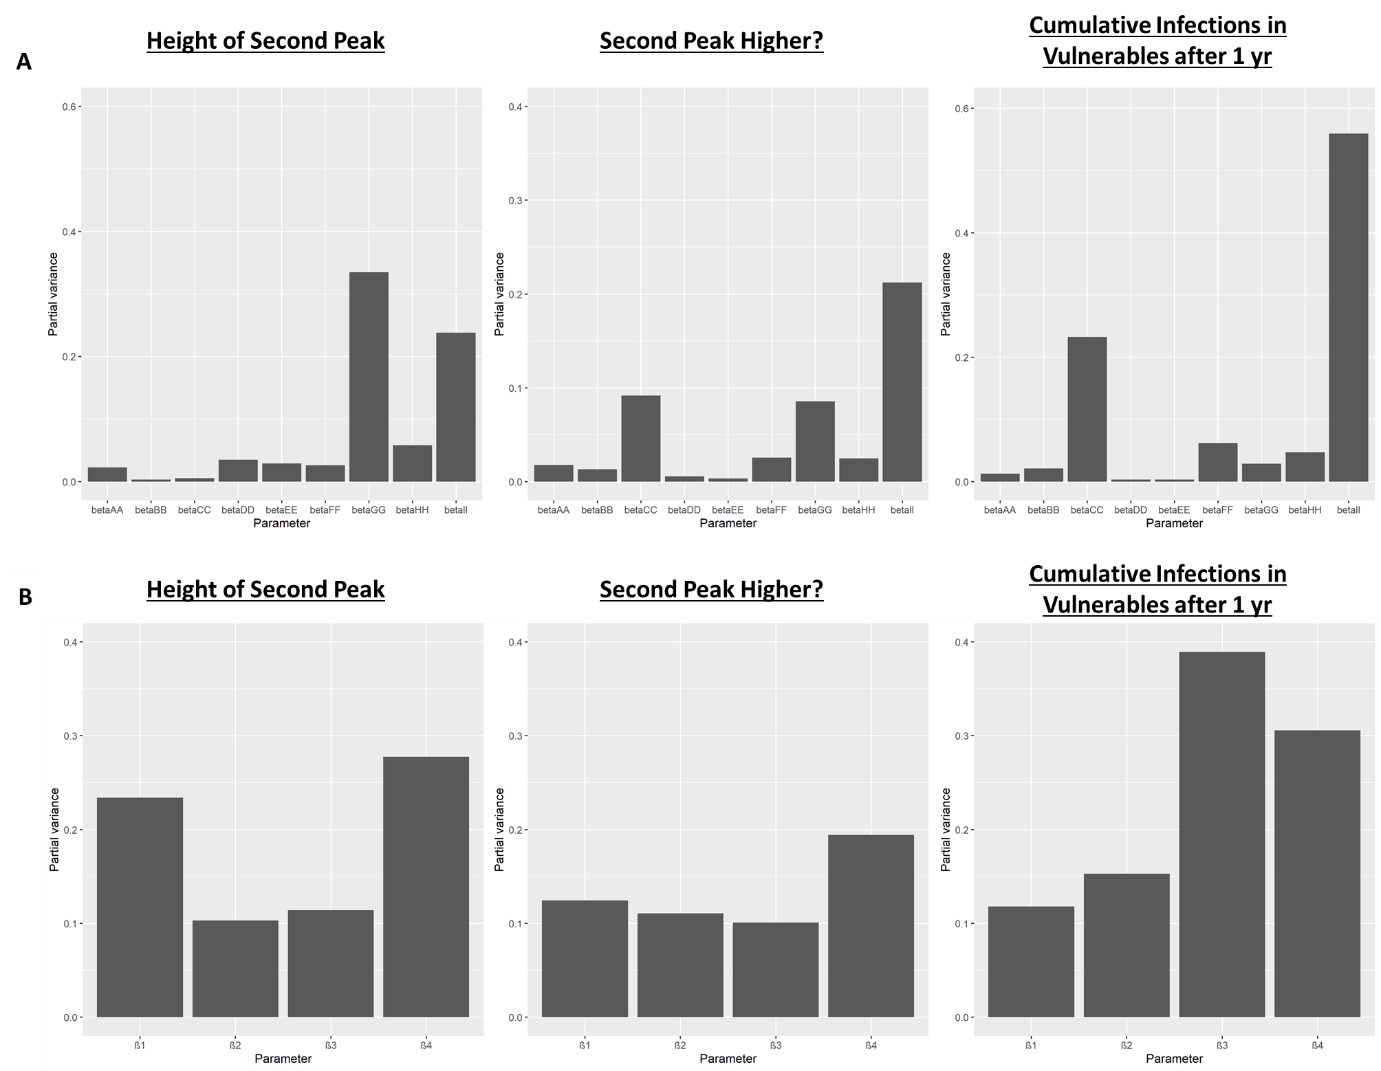 Height of Second Peak
Second Peak Higher?
Cumulative Infections in
Vulnerables after 1 yr
A
0.6
0.4
0.2
0.0
Partial variance
betaAA betaBB betaCC betaDD betaEE betaFF betaGG betaHH betaII
Parameter
0.4
0.3
0.2
0.1
0.0
Partial variance
betaAA betaBB betaCC betaDD betaEE betaFF betaGG betaHH betaII
Parameter
0.6
0.4
0.2
0.0
Partial variance
betaAA betaBB betaCC betaDD betaEE betaFF betaGG betaHH betaII
Parameter
B
Height of Second Peak
Second Peak Higher?
Cumulative Infections in
Vulnerables after 1 yr
0.4
0.3
0.2
0.1
0.0
Partial variance
ß1 ß2 ß3 ß4
Parameter
0.4
0.3
0.2
0.1
0.0
Partial variance
ß1 ß2 ß3 ß4
Parameter
0.4
0.3
0.2
0.1
0.0
Partial variance
ß1 ß2 ß3 ß4
Parameter